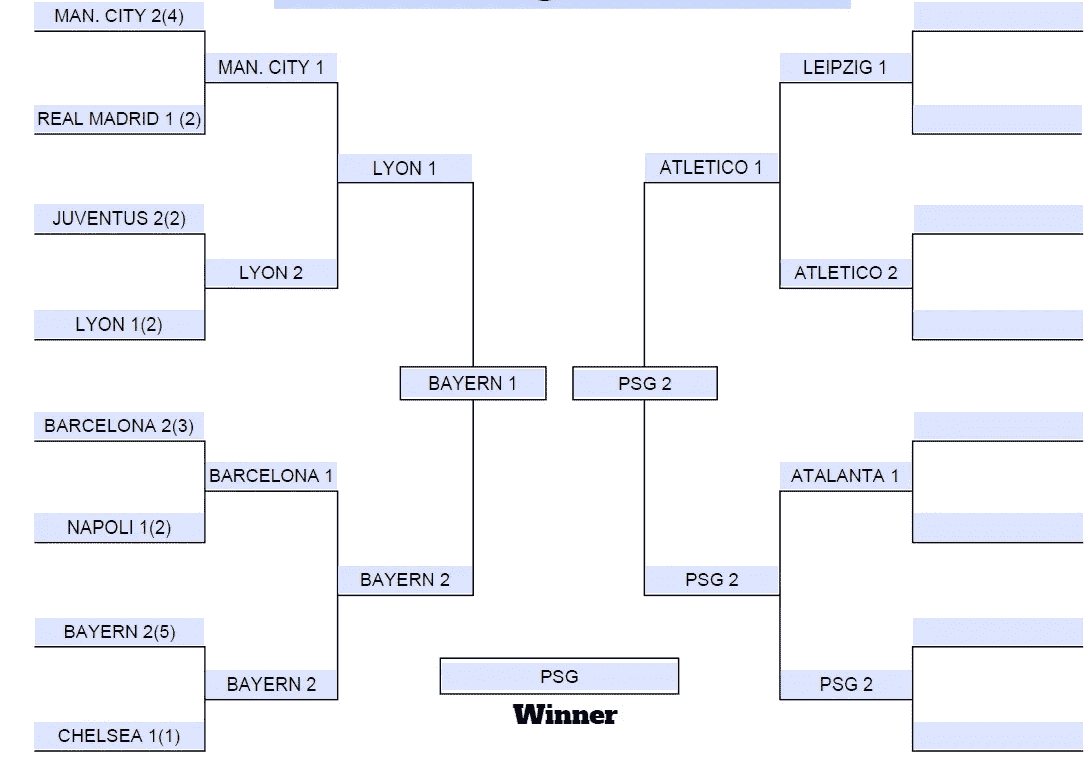 MAN. CITY 2(4)
MAN. CITY 1
LEIPZIG 1
REAL MADRID 1 (2)
LYON 1
ATLETICO 1
JUVENTUS 2(2)
LYON 2
ATLETICO 2
LYON 1(2)
BAYERN 1
PSG 2
BARCELONA 2(3)
BARCELONA 1
ATALANTA 1
NAPOLI 1(2)
BAYERN 2
PSG 2
BAYERN 2(5)
BAYERN 2
PSG
PSG 2
Winner
CHELSEA 1(1)